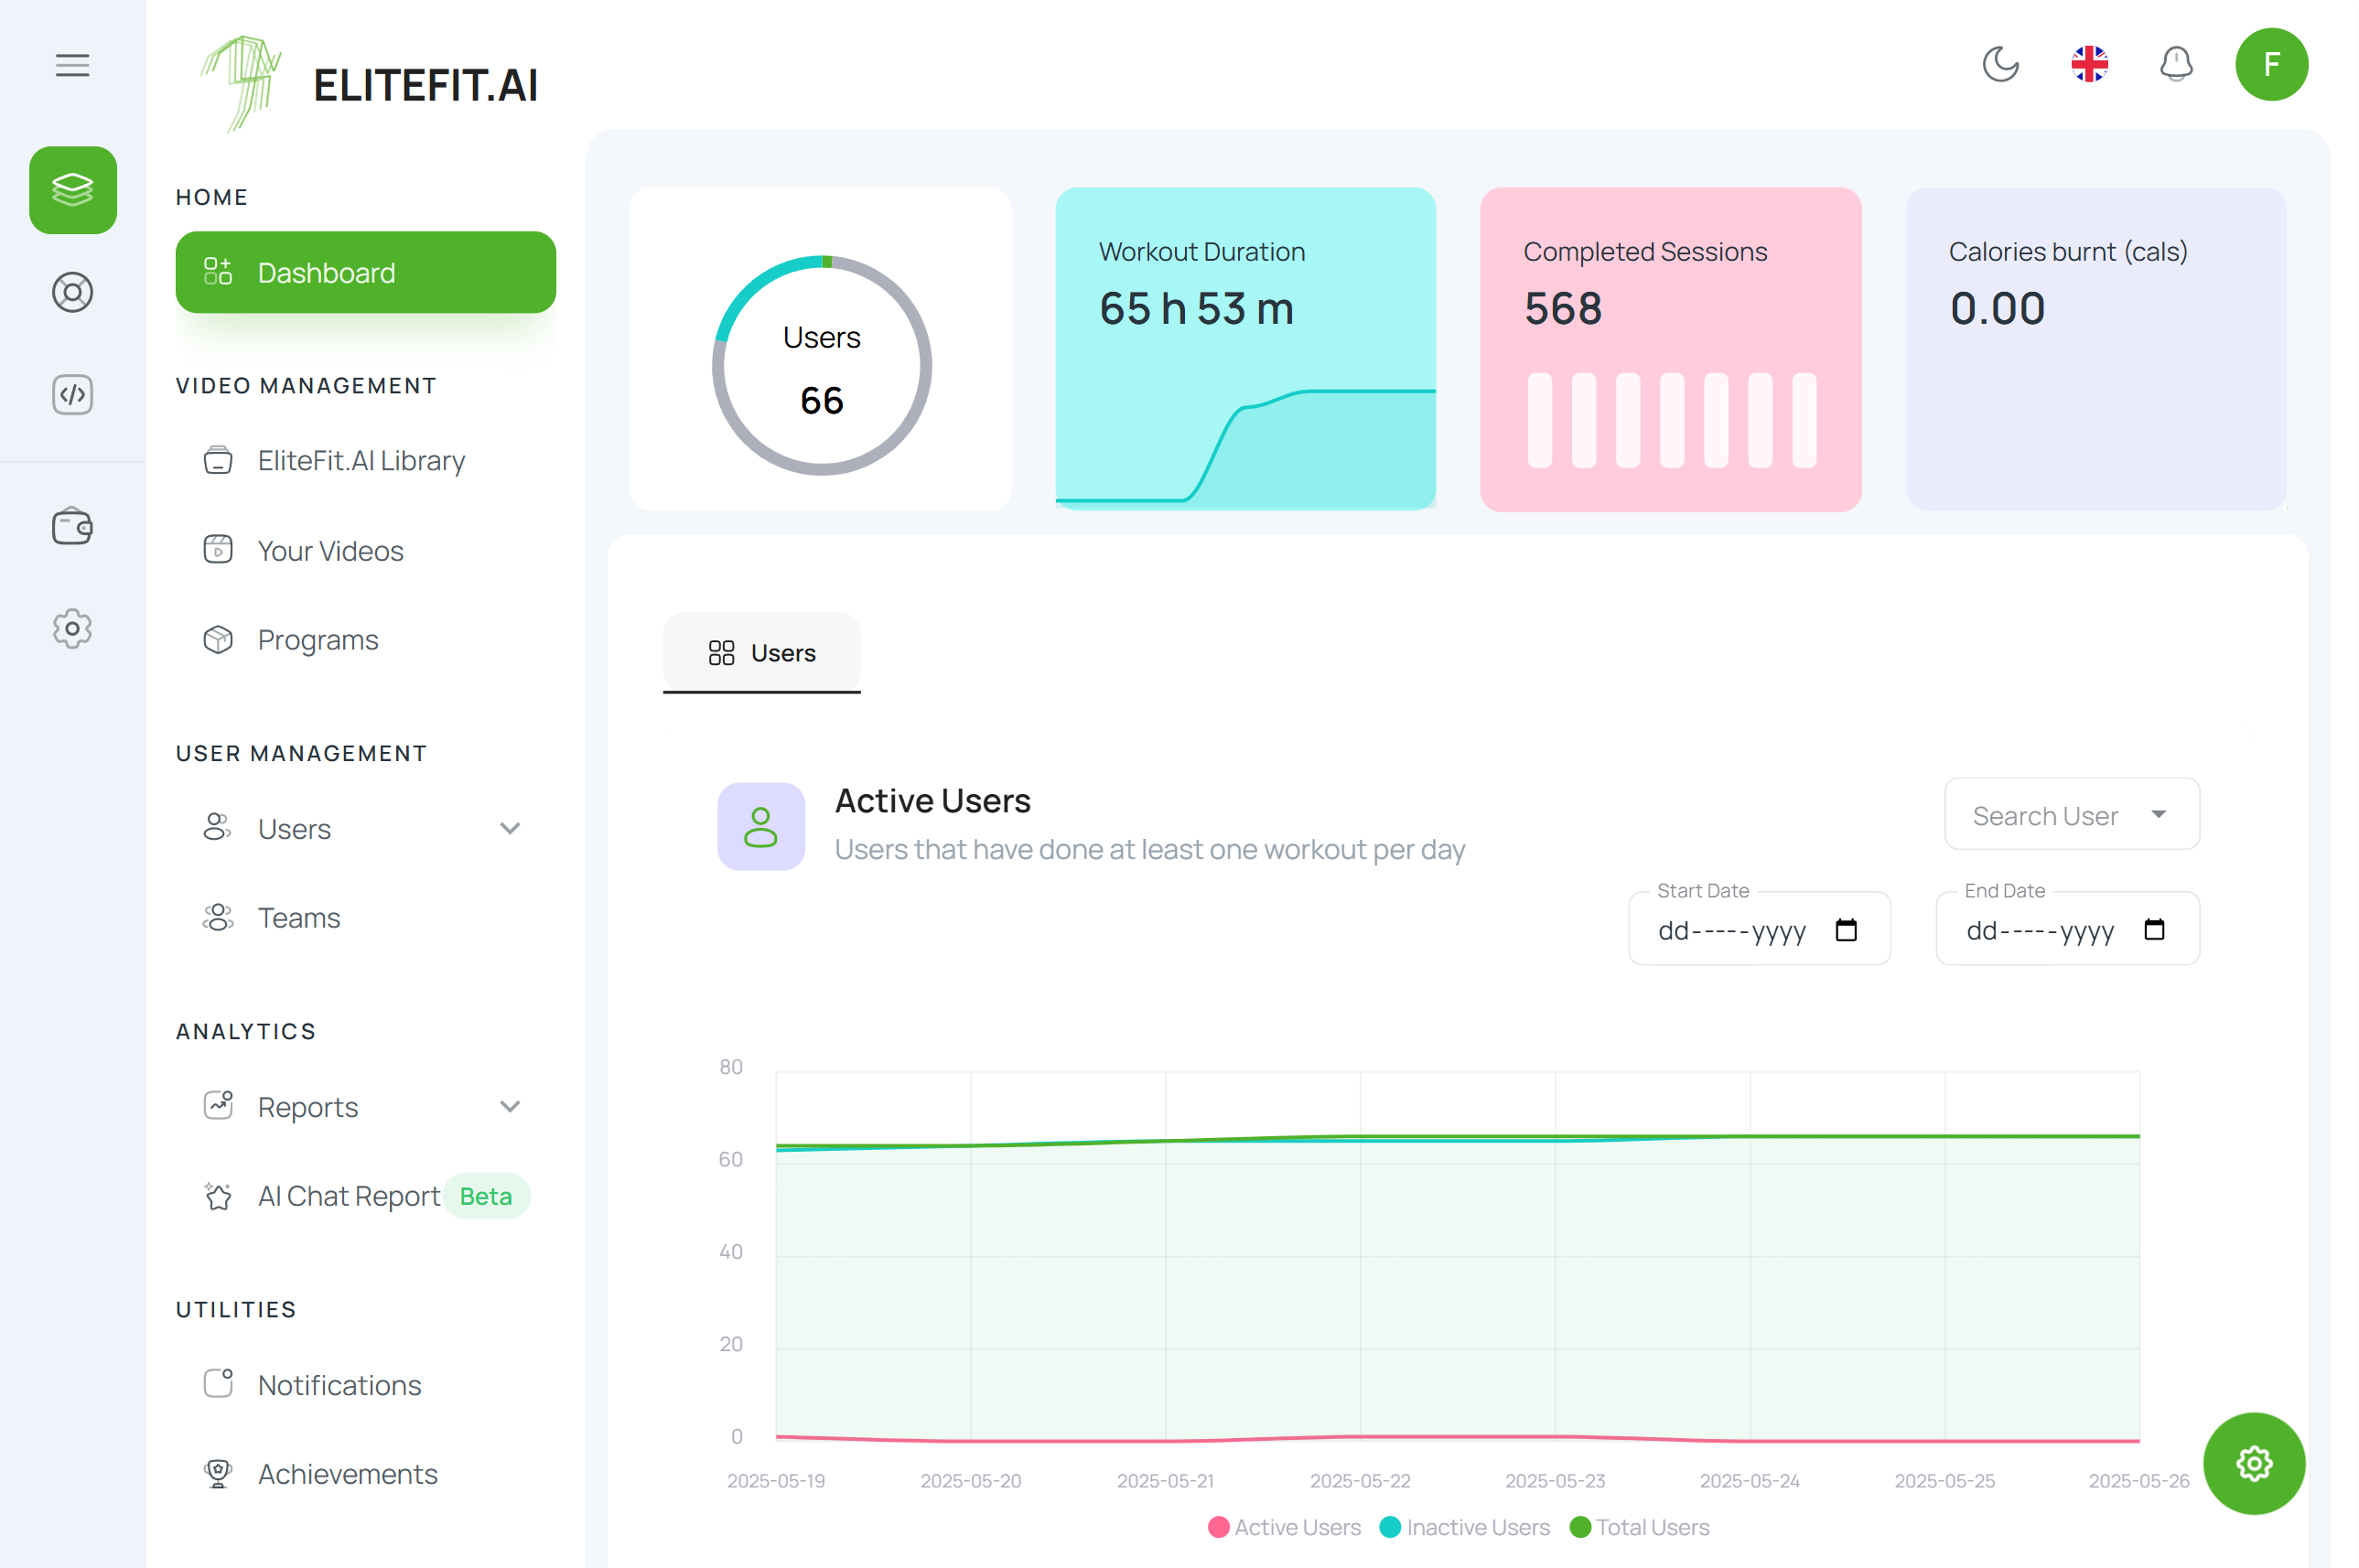 ELITEFIT.AI
F
HOME
Dashboard
VIDEO MANAGEMENT
EliteFit.AI Library
Your Videos
Programs
USER MANAGEMENT
Users
Teams
ANALYTICS
Reports
AI Chat Report Beta
UTILITIES
Notifications
Achievements
Users
66
Workout Duration
65 h 53 m
Completed Sessions
568
Calories burnt (cals)
0.00
Users
Active Users
Users that have done at least one workout per day
Search User
Start Date
dd-----yyyy
End Date
dd-----yyyy
80
60
40
20
0
2025-05-19 2025-05-20 2025-05-21 2025-05-22 2025-05-23 2025-05-24 2025-05-25 2025-05-26
Active Users Inactive Users Total Users